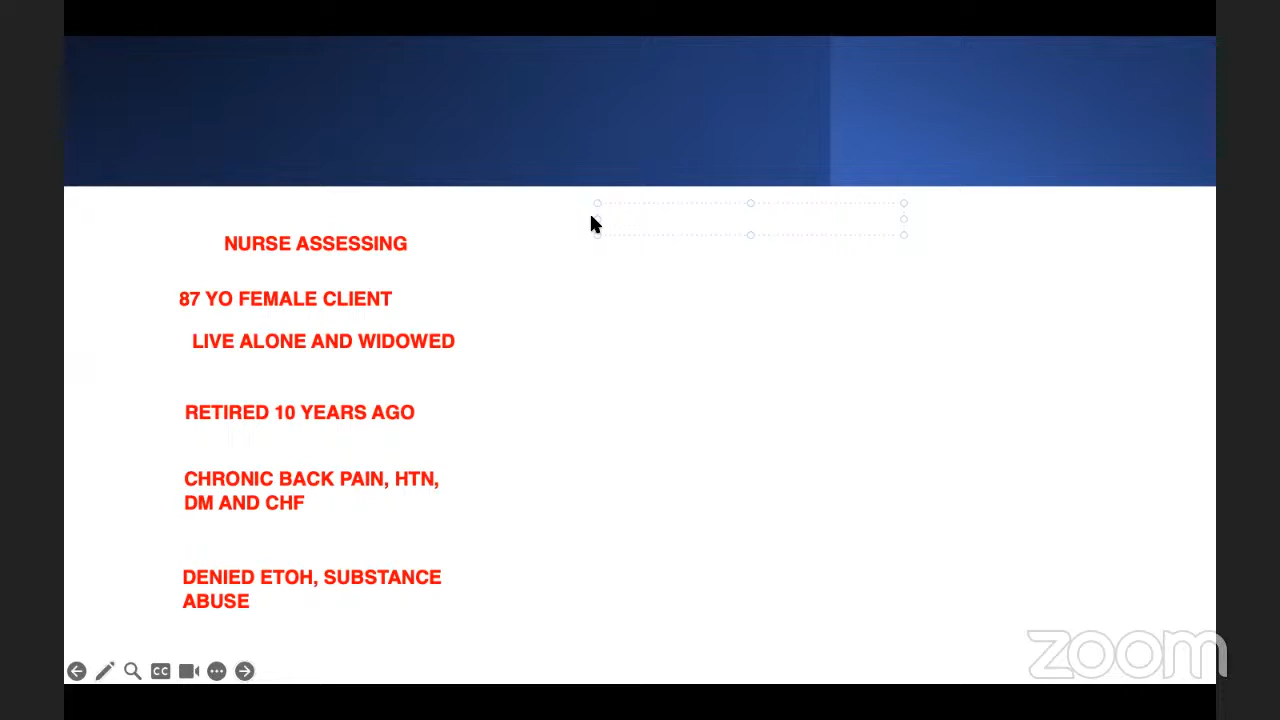 NURSE ASSESSING
87 YO FEMALE CLIENT
LIVE ALONE AND WIDOWED
RETIRED 10 YEARS AGO
CHRONIC BACK PAIN, HTN,
DM AND CHF
DENIED ETOH, SUBSTANCE
ABUSE
CC
zoom